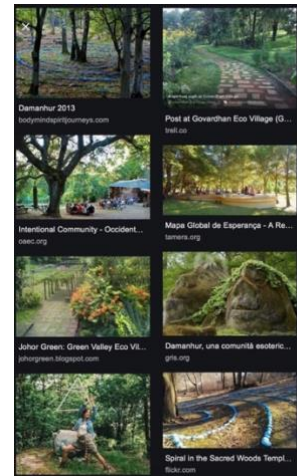 Damanhur 2013
bodymindspiritjourneys.com
Post at Govardhan Eco Village (G...
trell.co
Intentional Community - Occident...
oaec.org
Mapa Global de Esperança - A Re...
tamera.org
Johor Green: Green Valley Eco Vil...
johorgreen.blogspot.com
Damanhur, una comunità esoteric...
gris.org
Spiral in the Sacred Woods Templ...
flickr.com